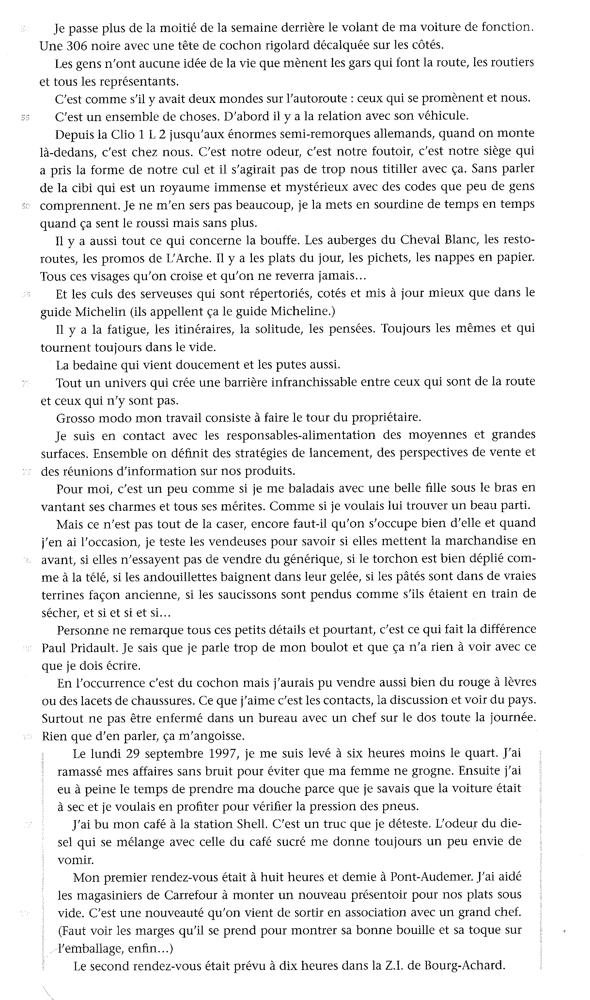 Je passe plus de la moitié de la semaine derrière le volant de ma voiture de fonction.
Une 306 noire avec une tête de cochon rigolard décalquée sur les côtés.
Les gens n'ont aucune idée de la vie que mènent les gars qui font la route, les routiers
et tous les représentants.
C'est comme s'il y avait deux mondes sur l'autoroute : ceux qui se promènent et nous.
55 C'est un ensemble de choses. D'abord il y a la relation avec son véhicule.
Depuis la Clio 1 L 2 jusqu'aux énormes semi-remorques allemands, quand on monte
là-dedans, c'est chez nous. C'est notre odeur, c'est notre foutoir, c'est notre siège qui
a pris la forme de notre cul et il s'agirait pas de trop nous titiller avec ça. Sans parler
de la cibi qui est un royaume immense et mystérieux avec des codes que peu de gens
60 comprennent. Je ne m'en sers pas beaucoup, je la mets en sourdine de temps en temps
quand ça sent le roussi mais sans plus.
Il y a aussi tout ce qui concerne la bouffe. Les auberges du Cheval Blanc, les resto-
routes, les promos de L'Arche. Il y a les plats du jour, les pichets, les nappes en papier.
Tous ces visages qu'on croise et qu'on ne reverra jamais...
Et les culs des serveuses qui sont répertoriés, cotés et mis à jour mieux que dans le
guide Michelin (ils appellent ça le guide Micheline.)
Il y a la fatigue, les itinéraires, la solitude, les pensées. Toujours les mêmes et qui
tournent toujours dans le vide.
La bedaine qui vient doucement et les putes aussi.
Tout un univers qui crée une barrière infranchissable entre ceux qui sont de la route
et ceux qui n'y sont pas.
Grosso modo mon travail consiste à faire le tour du propriétaire.
Je suis en contact avec les responsables-alimentation des moyennes et grandes
surfaces. Ensemble on définit des stratégies de lancement, des perspectives de vente et
75 des réunions d'information sur nos produits.
Pour moi, c'est un peu comme si je me baladais avec une belle fille sous le bras en
vantant ses charmes et tous ses mérites. Comme si je voulais lui trouver un beau parti.
Mais ce n'est pas tout de la caser, encore faut-il qu'on s'occupe bien d'elle et quand
j'en ai l'occasion, je teste les vendeuses pour savoir si elles mettent la marchandise en
avant, si elles n'essayent pas de vendre du générique, si le torchon est bien déplié com-
me à la télé, si les andouillettes baignent dans leur gelée, si les pâtés sont dans de vraies
terrines façon ancienne, si les saucissons sont pendus comme s'ils étaient en train de
sécher, et si et si et si...
Personne ne remarque tous ces petits détails et pourtant, c'est ce qui fait la différence
Paul Pridault. Je sais que je parle trop de mon boulot et que ça n'a rien à voir avec ce
que je dois écrire.
En l'occurrence c'est du cochon mais j'aurais pu vendre aussi bien du rouge à lèvres
ou des lacets de chaussures. Ce que j'aime c'est les contacts, la discussion et voir du pays.
Surtout ne pas être enfermé dans un bureau avec un chef sur le dos toute la journée.
Rien que d'en parler, ça m'angoisse.
Le lundi 29 septembre 1997, je me suis levé à six heures moins le quart. J'ai
ramassé mes affaires sans bruit pour éviter que ma femme ne grogne. Ensuite j'ai
eu à peine le temps de prendre ma douche parce que je savais que la voiture était
à sec et je voulais en profiter pour vérifier la pression des pneus.
J'ai bu mon café à la station Shell. C'est un truc que je déteste. L'odeur du die-
sel qui se mélange avec celle du café sucré me donne toujours un peu envie de
vomir.
Mon premier rendez-vous était à huit heures et demie à Pont-Audemer. J'ai aidé
les magasiniers de Carrefour à monter un nouveau présentoir pour nos plats sous
vide. C'est une nouveauté qu'on vient de sortir en association avec un grand chef.
(Faut voir les marges qu'il se prend pour montrer sa bonne bouille et sa toque sur
l'emballage, enfin...)
Le second rendez-vous était prévu à dix heures dans la Z.I. de Bourg-Achard.